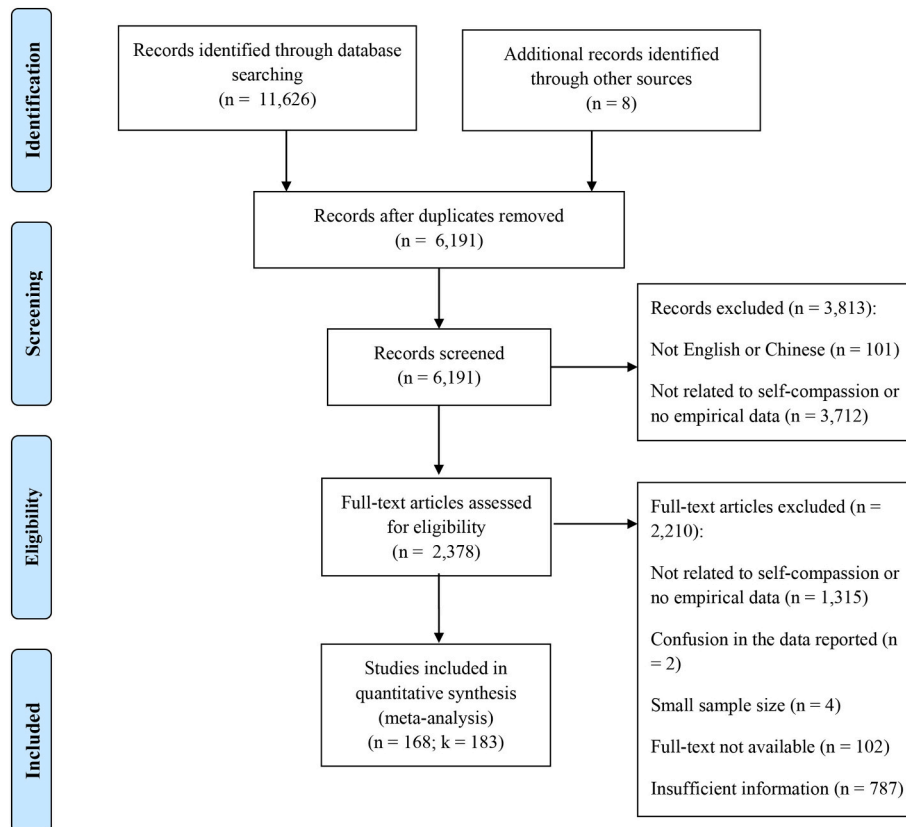 Identification
Records identified through database
searching
(n = 11,626)
Additional records identified
through other sources
(n = 8)
Records after duplicates removed
(n = 6,191)
Screening
Records screened
(n = 6,191)
Records excluded (n = 3,813):
Not English or Chinese (n = 101)
Not related to self-compassion or
no empirical data (n = 3,712)
Eligibility
Full-text articles assessed
for eligibility
(n = 2,378)
Full-text articles excluded (n =
2,210):
Not related to self-compassion or
no empirical data (n = 1,315)
Confusion in the data reported (n
= 2)
Small sample size (n = 4)
Full-text not available (n = 102)
Insufficient information (n = 787)
Included
Studies included in
quantitative synthesis
(meta-analysis)
(n = 168; k = 183)